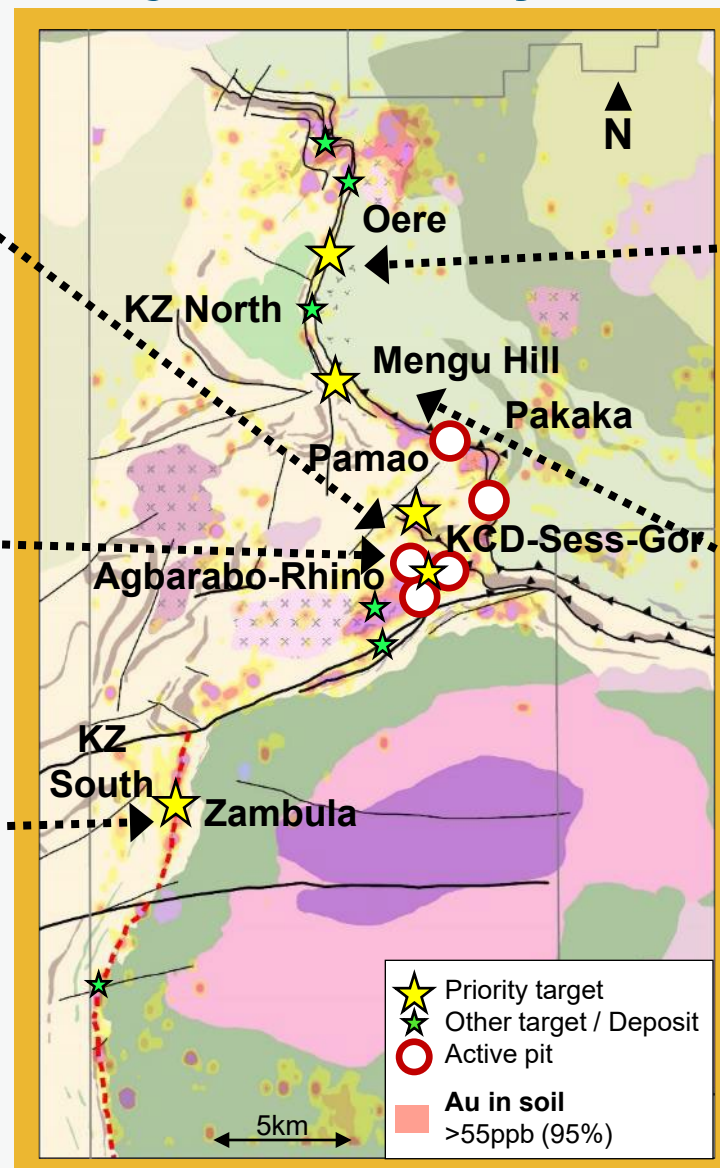 N
Oere
KZ North
Mengu Hill
Pakaka
Pamao
KCD-Sess-Gor
Agbarabo-Rhino
KZ
South
Zambula
Priority target
Other target / Deposit
Active pit
Au in soil
>55ppb (95%)
5km